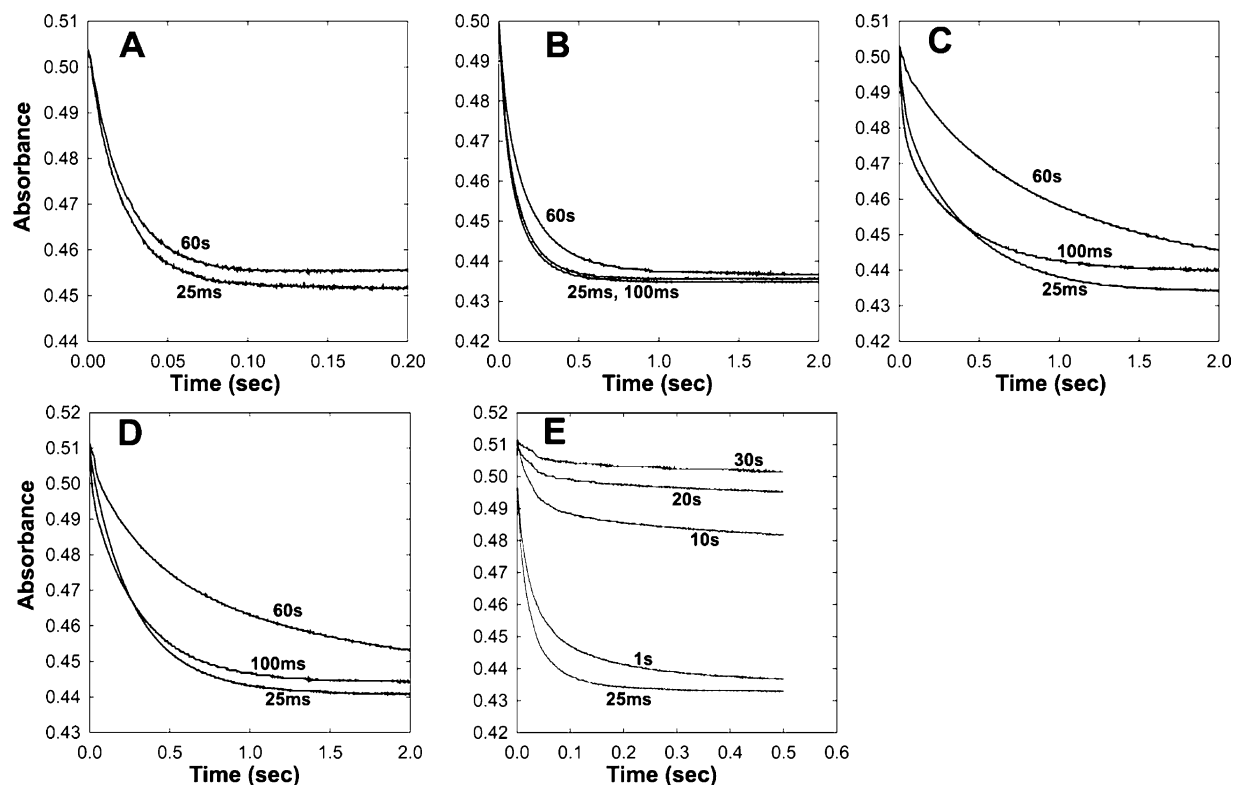 A
Absorbance
0.51
0.50
0.49
0.48
0.47
0.46
0.45
0.44
60s
25ms
0.00 0.05 0.10 0.15 0.20
Time (sec)
B
0.50
0.49
0.48
0.47
0.46
0.45
0.44
0.43
0.42
60s
25ms, 100ms
0.0 0.5 1.0 1.5 2.0
Time (sec)
C
0.51
0.50
0.49
0.48
0.47
0.46
0.45
0.44
0.43
0.42
60s
100ms
25ms
0.0 0.5 1.0 1.5 2.0
Time (sec)
D
Absorbance
0.52
0.51
0.50
0.49
0.48
0.47
0.46
0.45
0.44
0.43
60s
100ms
25ms
0.0 0.5 1.0 1.5 2.0
Time (sec)
E
0.52
0.51
0.50
0.49
0.48
0.47
0.46
0.45
0.44
0.43
0.42
30s
20s
10s
1s
25ms
0.0 0.1 0.2 0.3 0.4 0.5 0.6
Time (sec)